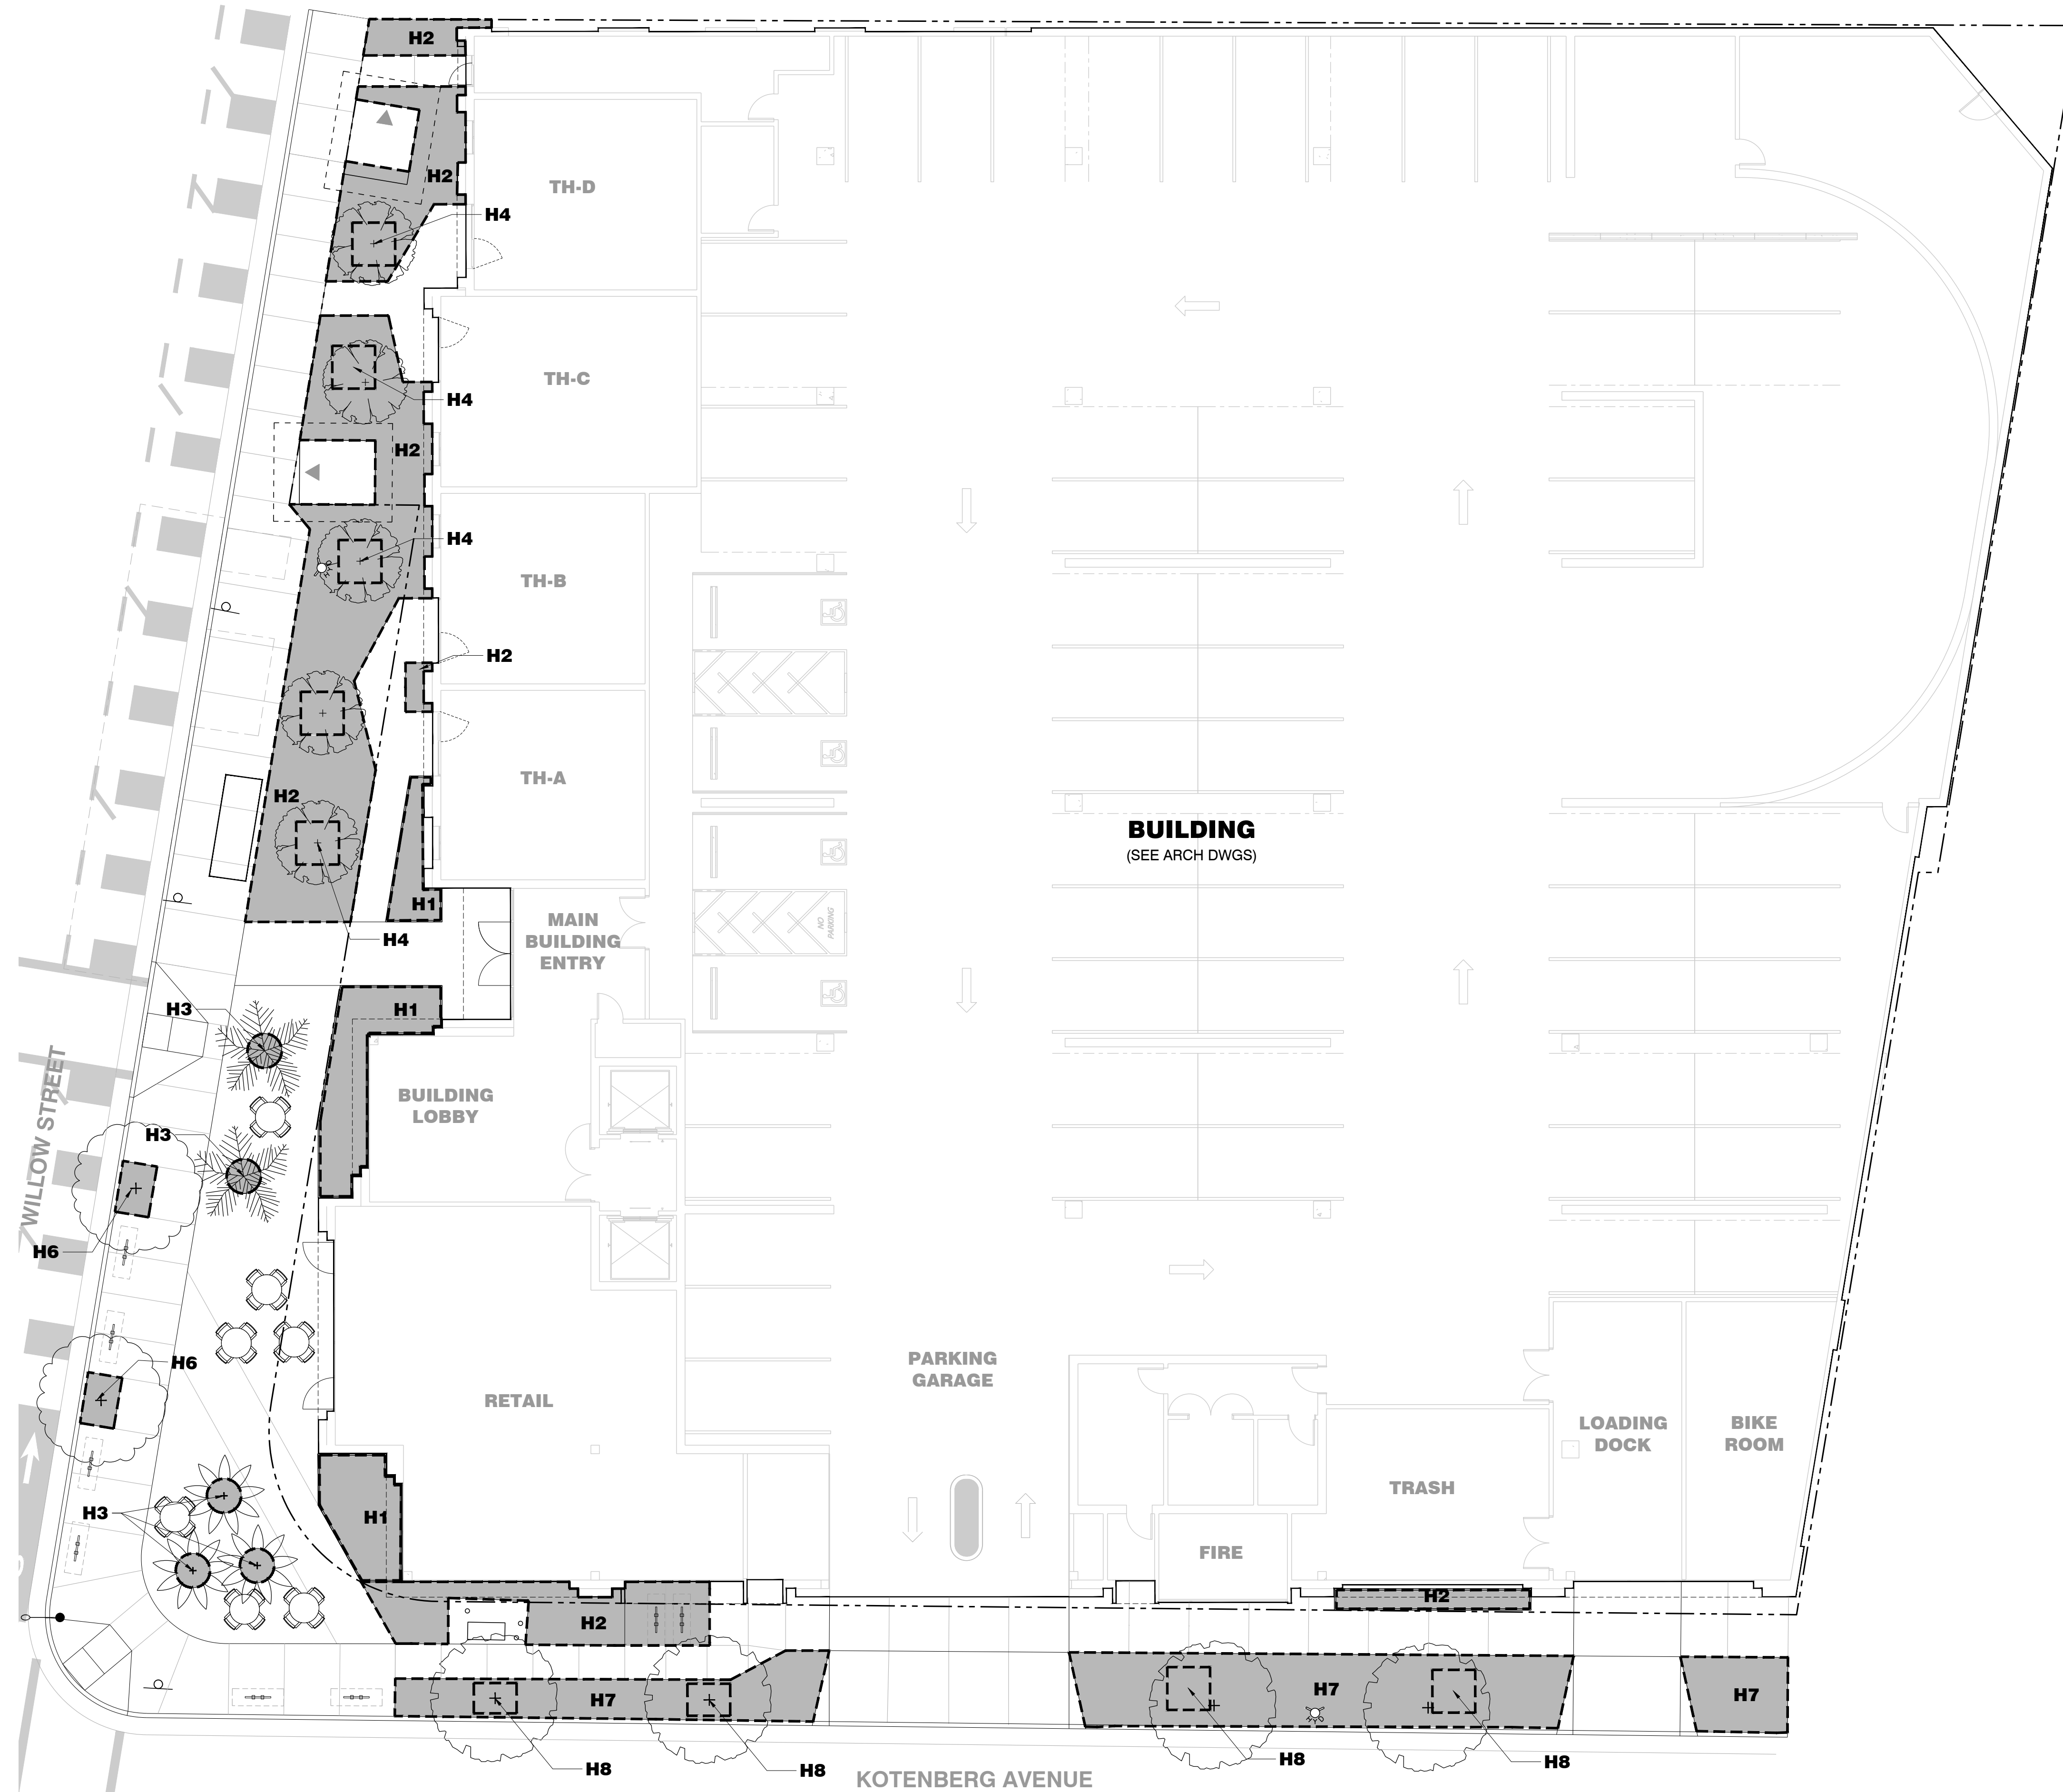 H2
H2
TH-D
H4
TH-C
H4
H2
H4
TH-B
H2
TH-A
H2
BUILDING
(SEE ARCH DWGS)
H1
MAIN
BUILDING
ENTRY
NO
PARKING
H4
H3
H1
WILLOW STREET
BUILDING
LOBBY
H3
H6
H6
PARKING
GARAGE
RETAIL
LOADING
DOCK
BIKE
ROOM
TRASH
H3
H1
FIRE
H2
H2
H7
H7
H7
H8
H8
H8
H8
KOTENBERG AVENUE